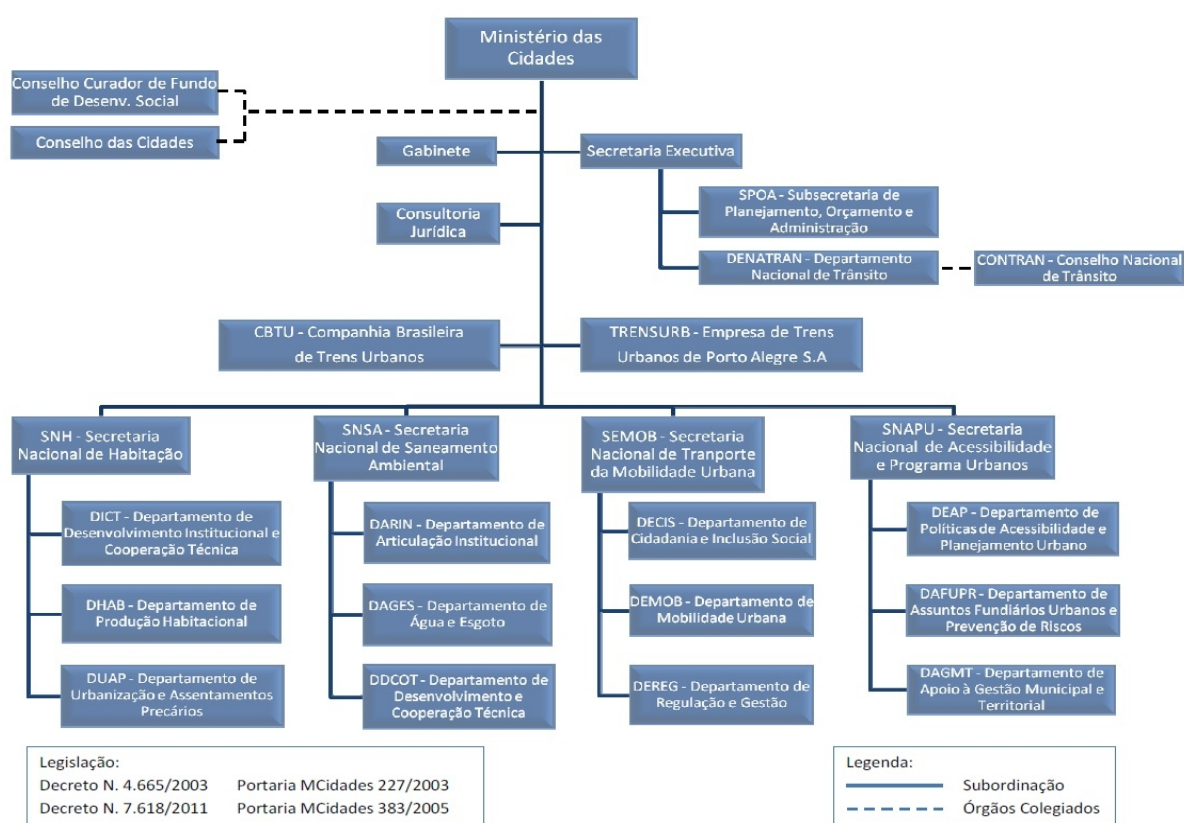 Ministério das
Cidades
Conselho Curador de Fundo
de Desenv. Social
Conselho das Cidades
Gabinete
Secretaria Executiva
Consultoria
Jurídica
SPOA - Subsecretaria de
Planejamento, Orçamento e
Administração
DENATRAN - Departamento
Nacional de Trânsito
CONTRAN - Conselho Nacional
de Trânsito
CBTU - Companhia Brasileira
de Trens Urbanos
TRENSURB - Empresa de Trens
Urbanos de Porto Alegre S.A
SNH - Secretaria
Nacional de Habitação
SNSA - Secretaria
Nacional de Saneamento
Ambiental
SEMOB - Secretaria
Nacional de Tranporte
da Mobilidade Urbana
SNAPU - Secretaria
Nacional de Acessibilidade
e Programa Urbanos
DICT - Departamento de
Desenvolvimento Institucional e
Cooperação Técnica
DHAB - Departamento de
Produção Habitacional
DUAP - Departamento de
Urbanização e Assentamentos
Precários
DARIN - Departamento de
Articulação Institucional
DAGES - Departamento de
Água e Esgoto
DDCOT - Departamento de
Desenvolvimento e
Cooperação Técnica
DECIS - Departamento de
Cidadania e Inclusão Social
DEMOB - Departamento de
Mobilidade Urbana
DEREG - Departamento de
Regulação e Gestão
DEAP - Departamento de
Políticas de Acessibilidade e
Planejamento Urbano
DAFUPR - Departamento de
Assuntos Fundiários Urbanos e
Prevenção de Riscos
DAGMT - Departamento de
Apoio à Gestão Municipal e
Territorial
Legislação:
Decreto N. 4.665/2003 Portaria MCidades 227/2003
Decreto N. 7.618/2011 Portaria MCidades 383/2005
Legenda:
Subordinação
Órgãos Colegiados